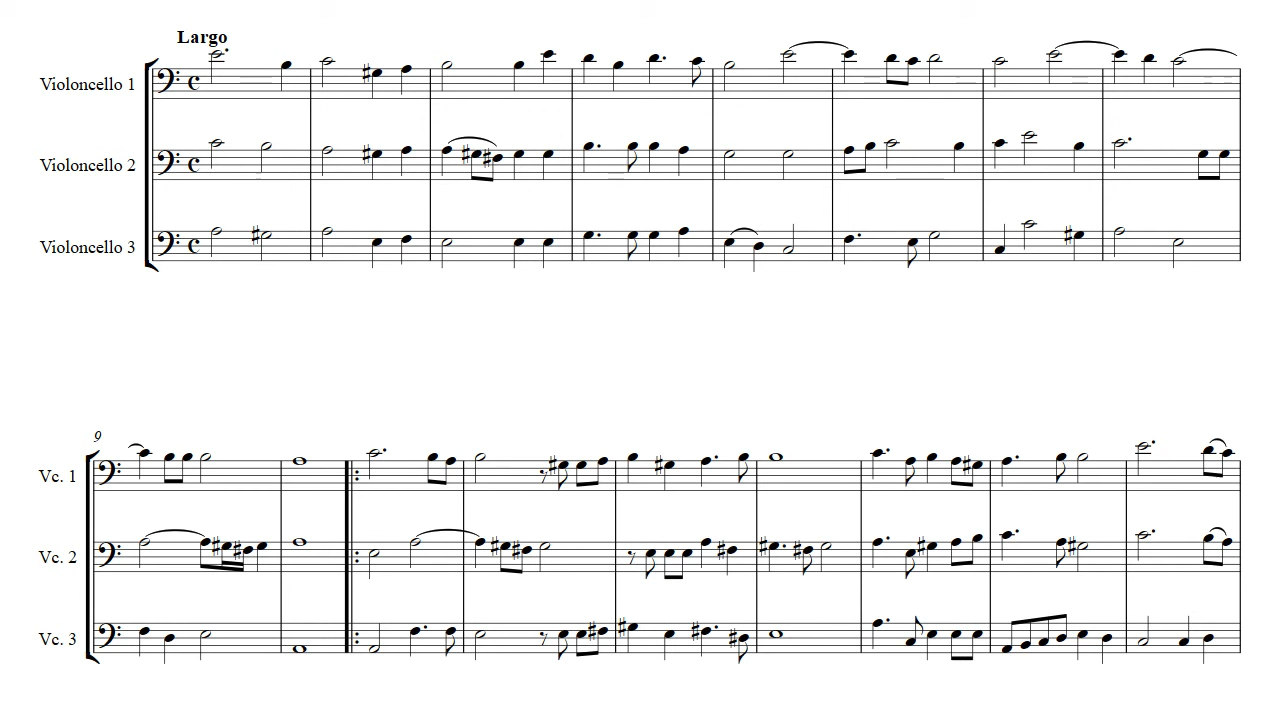 Largo
Violoncello 1
Violoncello 2
Violoncello 3
9
Vc. 1
Vc. 2
Vc. 3